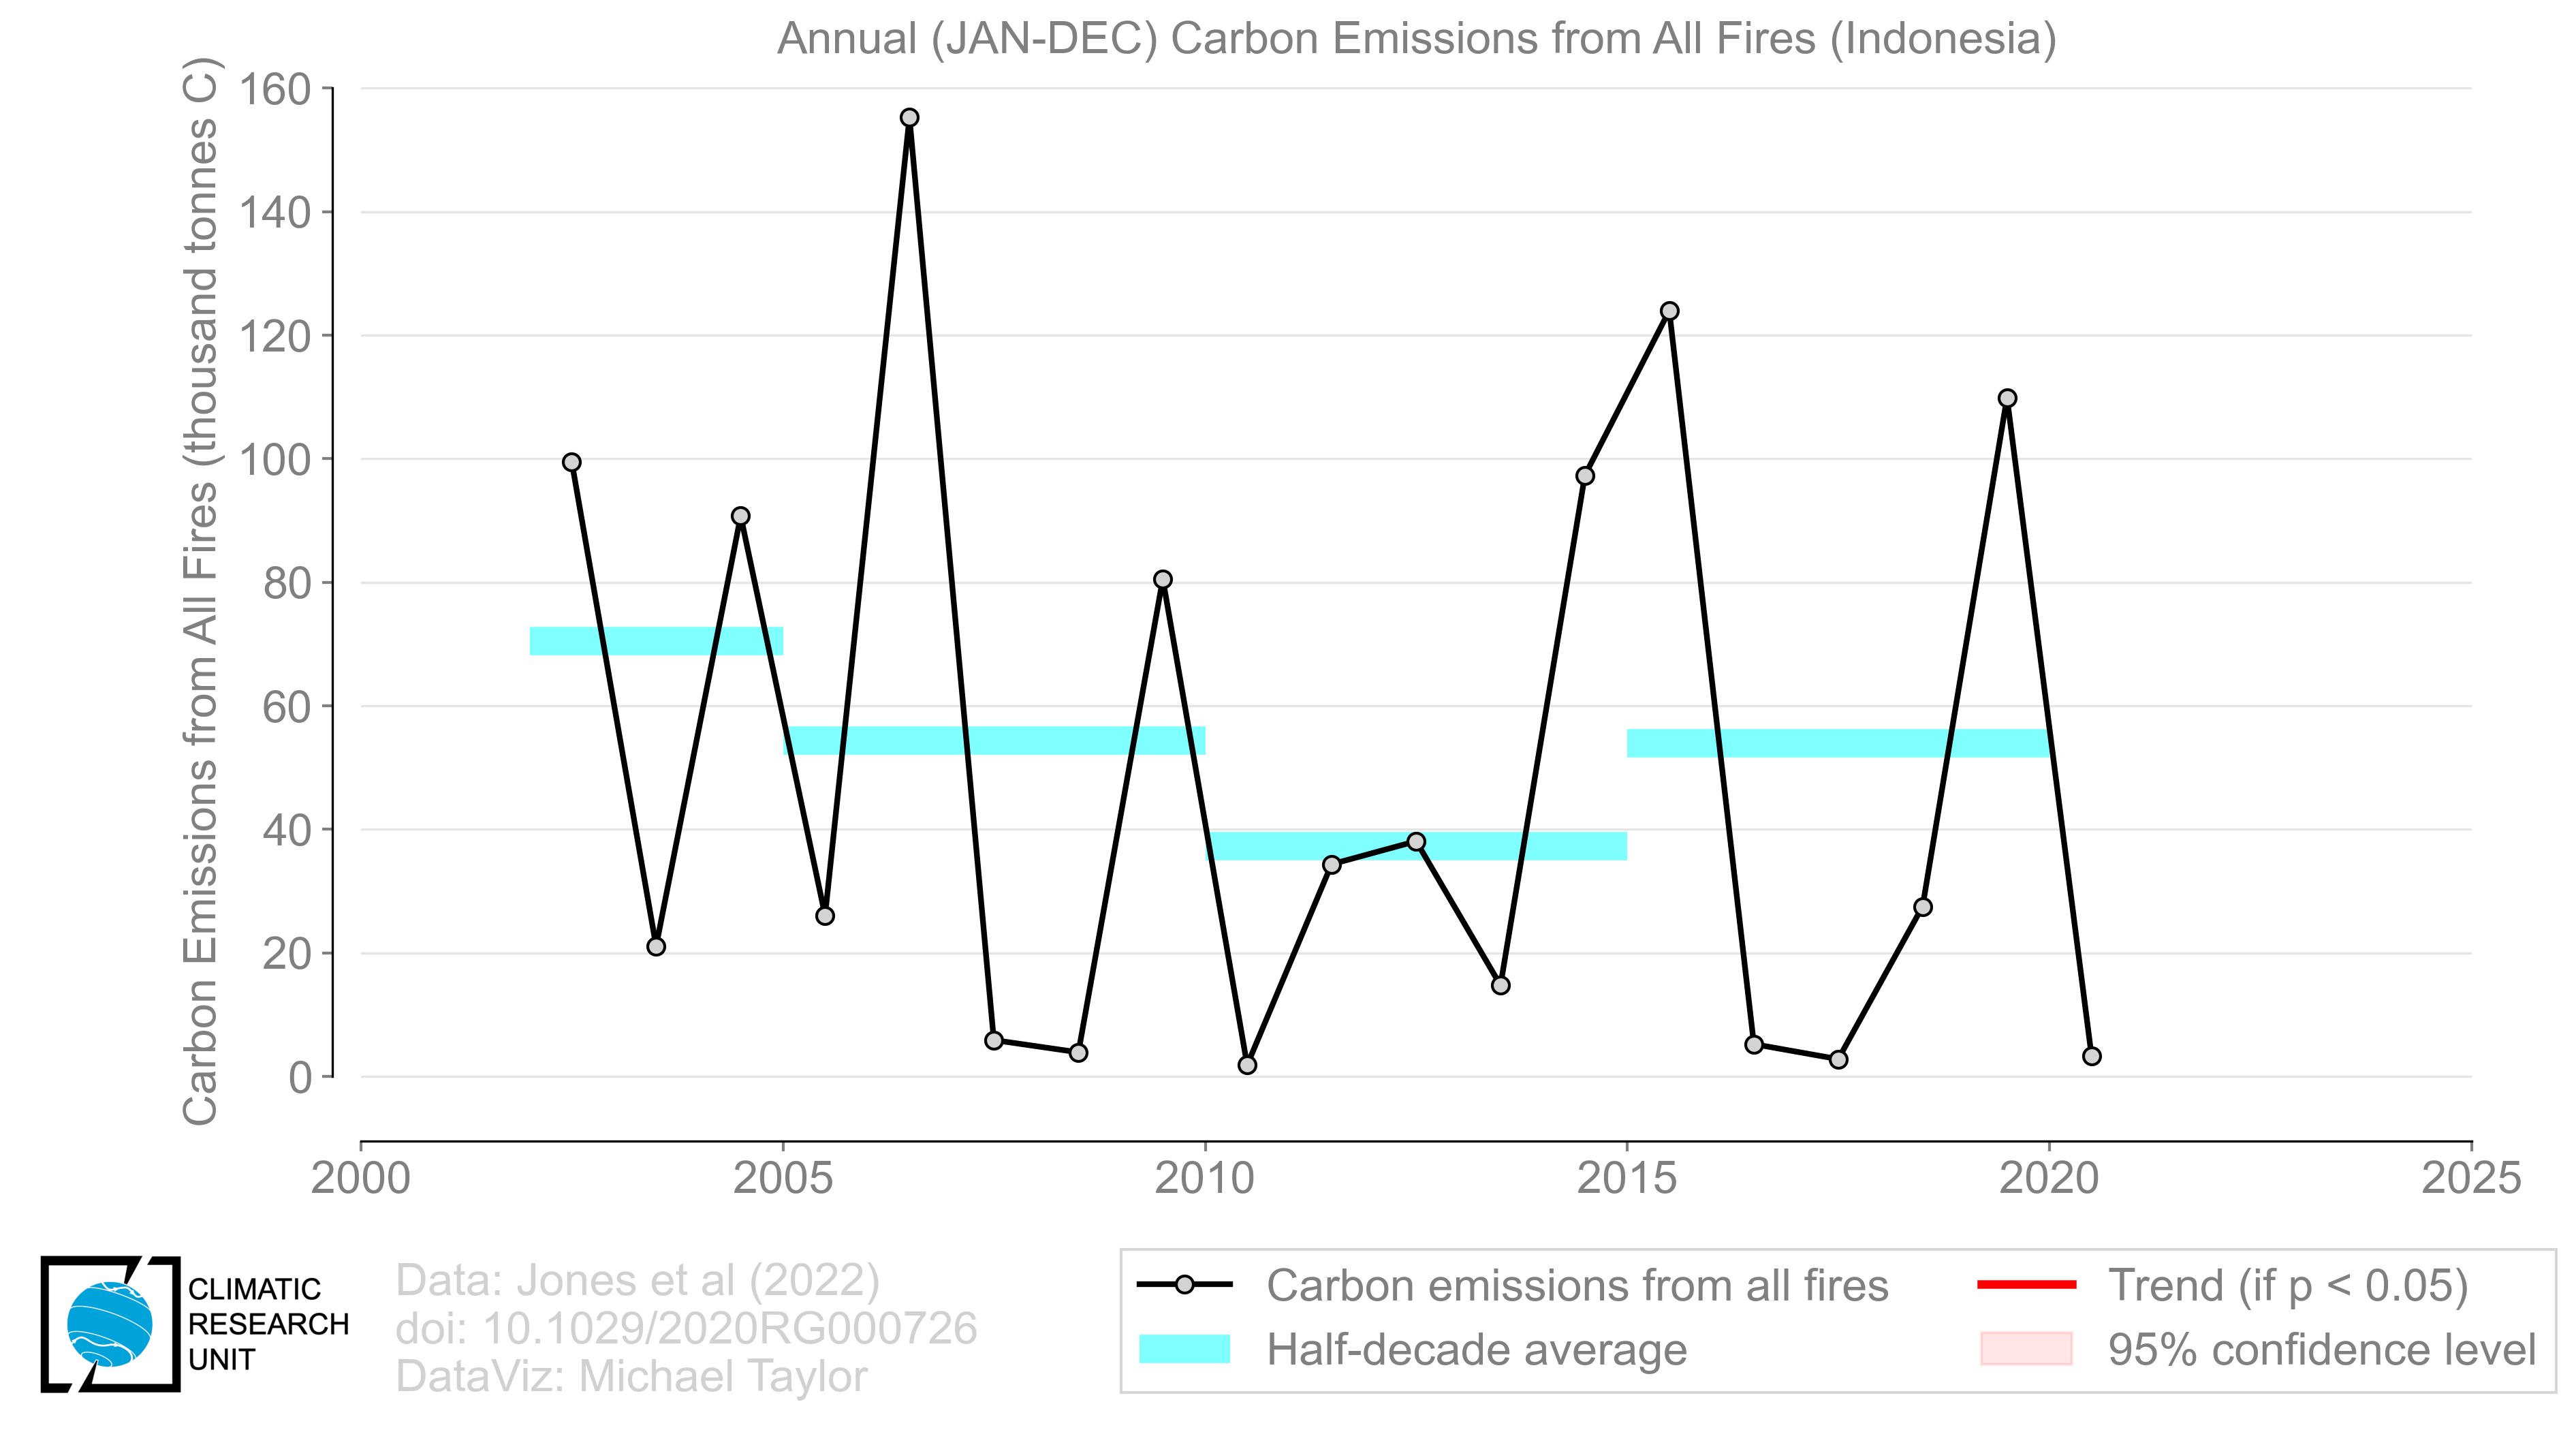 Annual (JAN-DEC) Carbon Emissions from All Fires (Indonesia)
Carbon Emissions from All Fires (thousand tonnes C)
160
140
120
100
80
60
40
20
0
2000
2005
2010
2015
2020
2025
CLIMATIC
RESEARCH
UNIT
Data: Jones et al (2022)
doi: 10.1029/2020RG000726
DataViz: Michael Taylor
Carbon emissions from all fires
Half-decade average
Trend (if p < 0.05)
95% confidence level